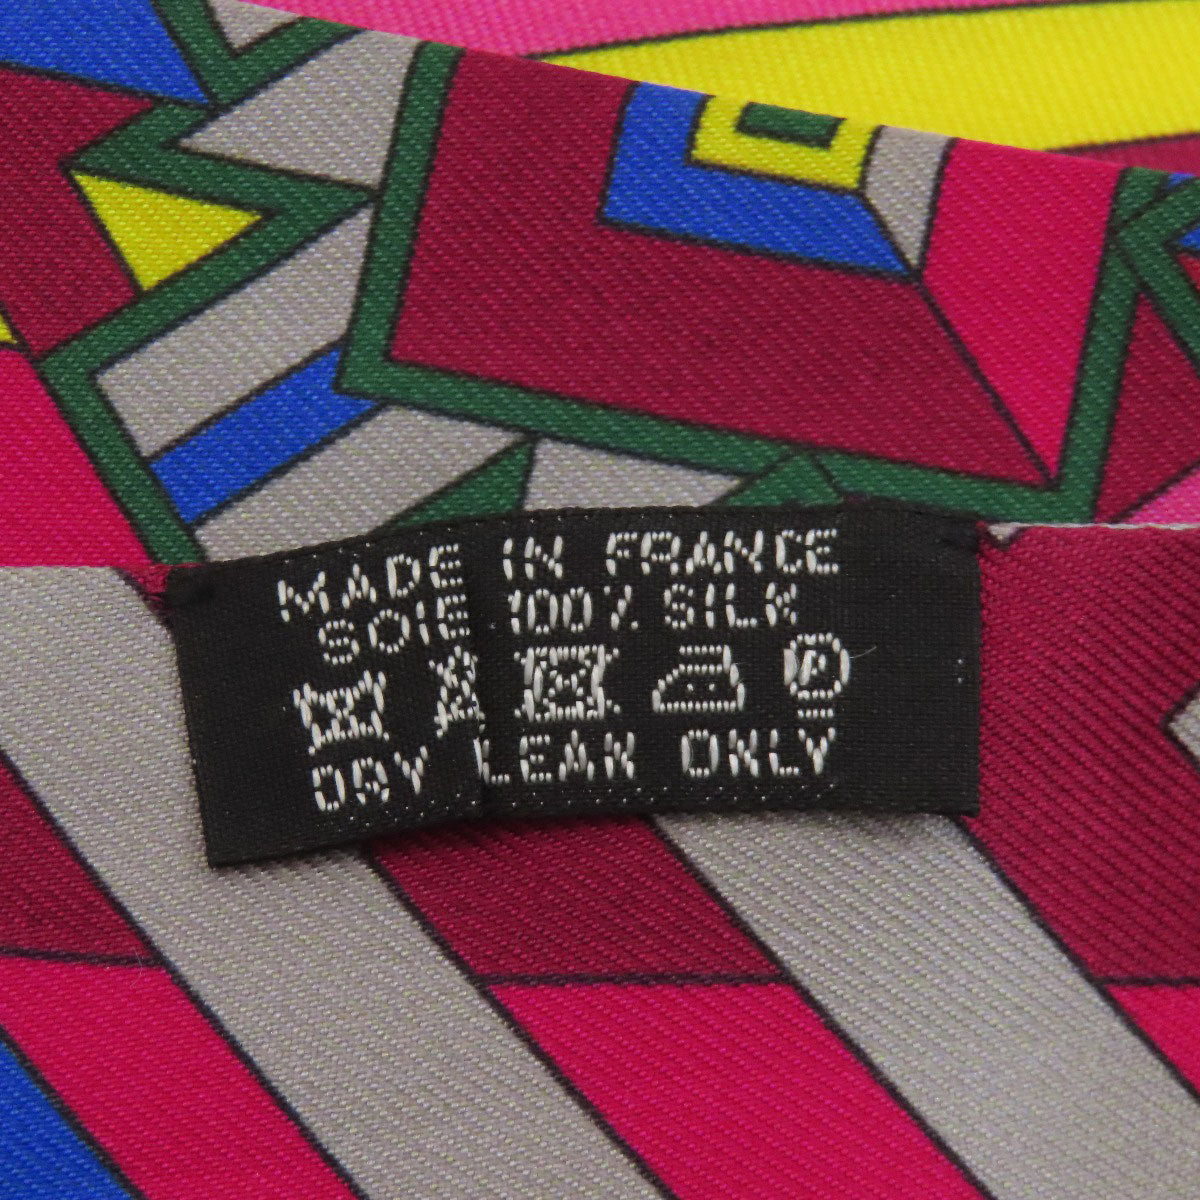 MADE IN FRANCE
SOIE 100% SILK
P
DRY CLEAN ONLY